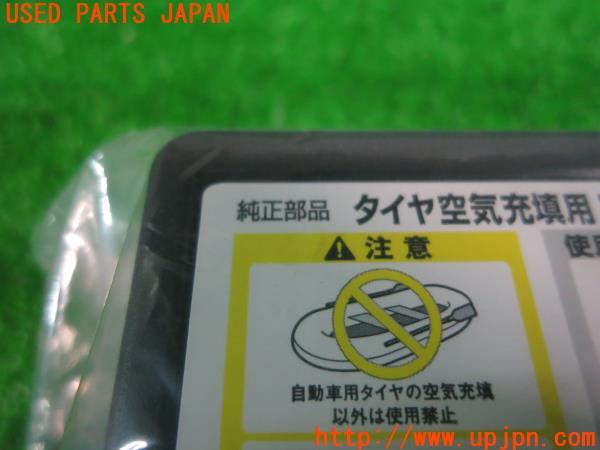 USED PARTS JAPAN
純正部品 タイヤ空気充填用
⚠注意
使用
自動車用タイヤの空気充填
以外は使用禁止
http://www.upjpn.com